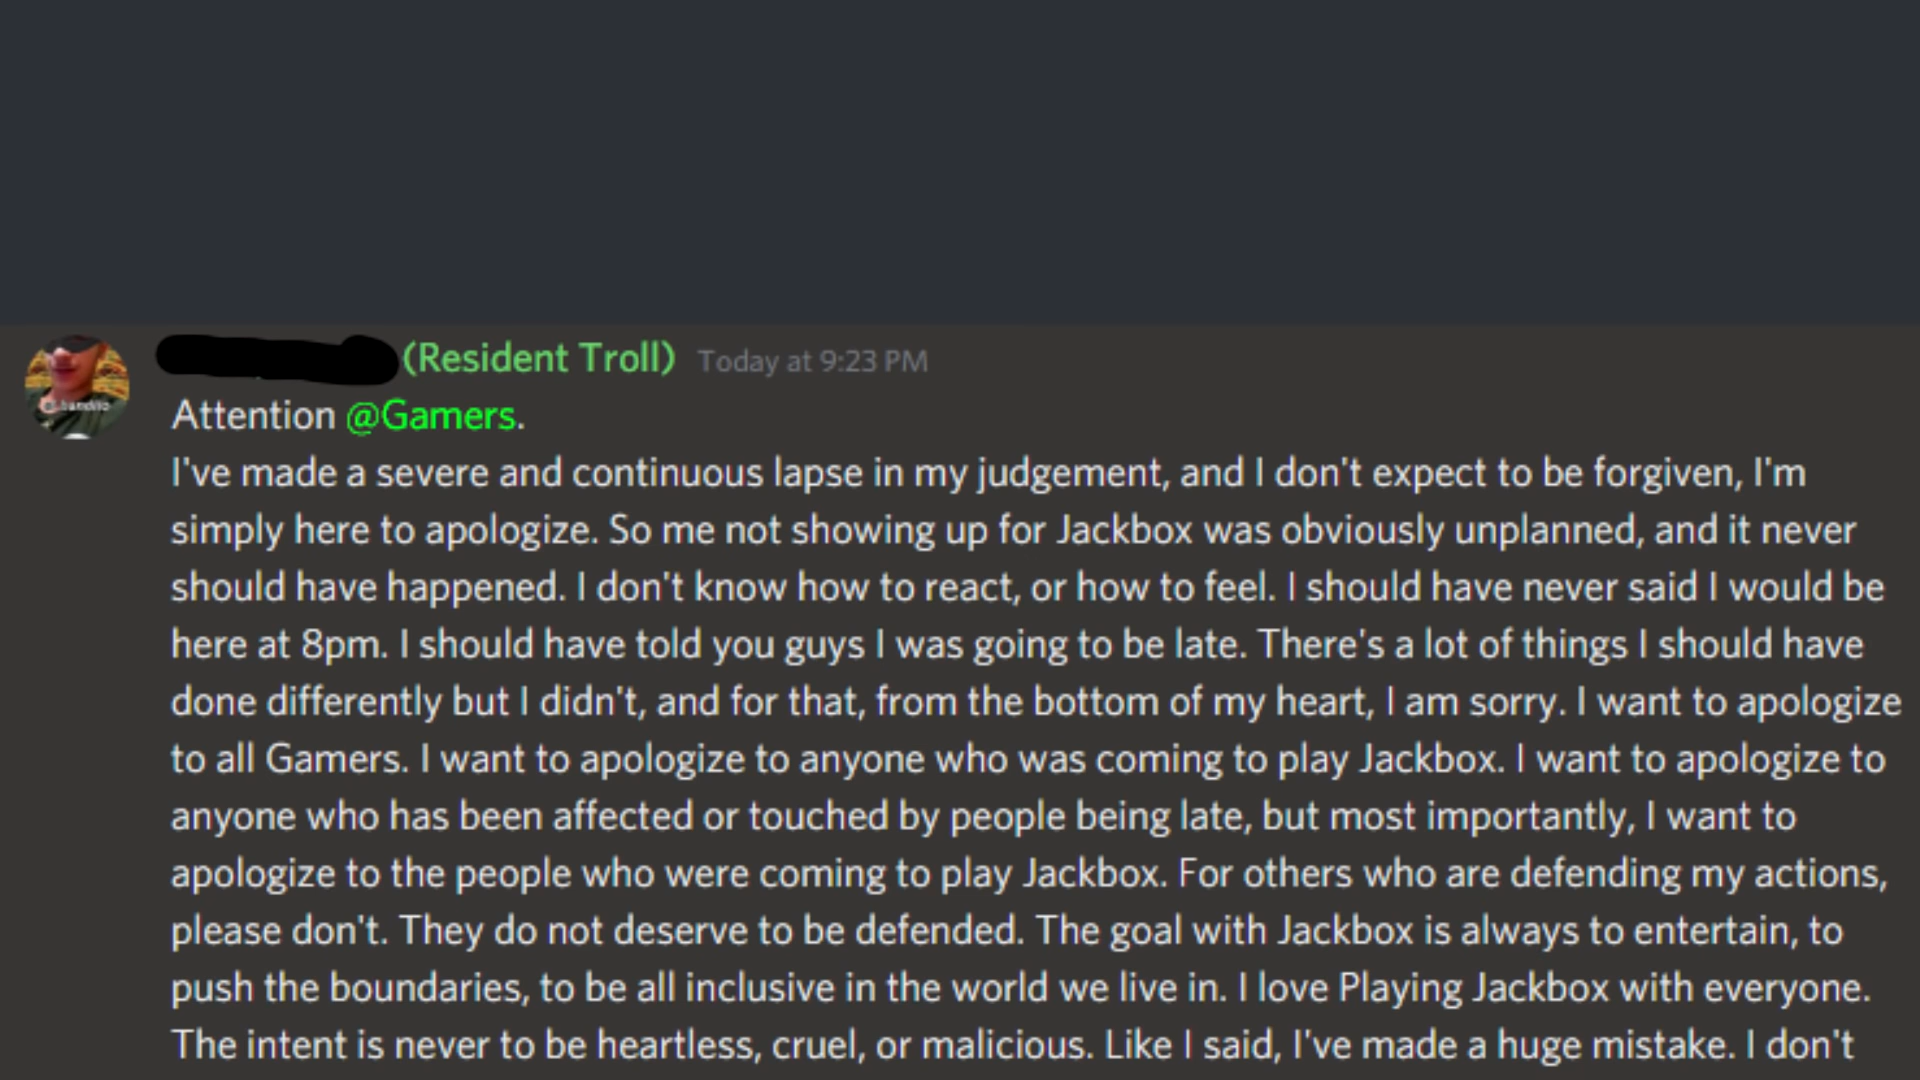 (Resident Troll) Today at 9:23 PM
Attention @Gamers.
I've made a severe and continuous lapse in my judgement, and I don't expect to be forgiven, I'm
simply here to apologize. So me not showing up for Jackbox was obviously unplanned, and it never
should have happened. I don't know how to react, or how to feel. I should have never said I would be
here at 8pm. I should have told you guys I was going to be late. There's a lot of things I should have
done differently but I didn't, and for that, from the bottom of my heart, I am sorry. I want to apologize
to all Gamers. I want to apologize to anyone who was coming to play Jackbox. I want to apologize to
anyone who has been affected or touched by people being late, but most importantly, I want to
apologize to the people who were coming to play Jackbox. For others who are defending my actions,
please don't. They do not deserve to be defended. The goal with Jackbox is always to entertain, to
push the boundaries, to be all inclusive in the world we live in. I love Playing Jackbox with everyone.
The intent is never to be heartless, cruel, or malicious. Like I said, I've made a huge mistake. I don't